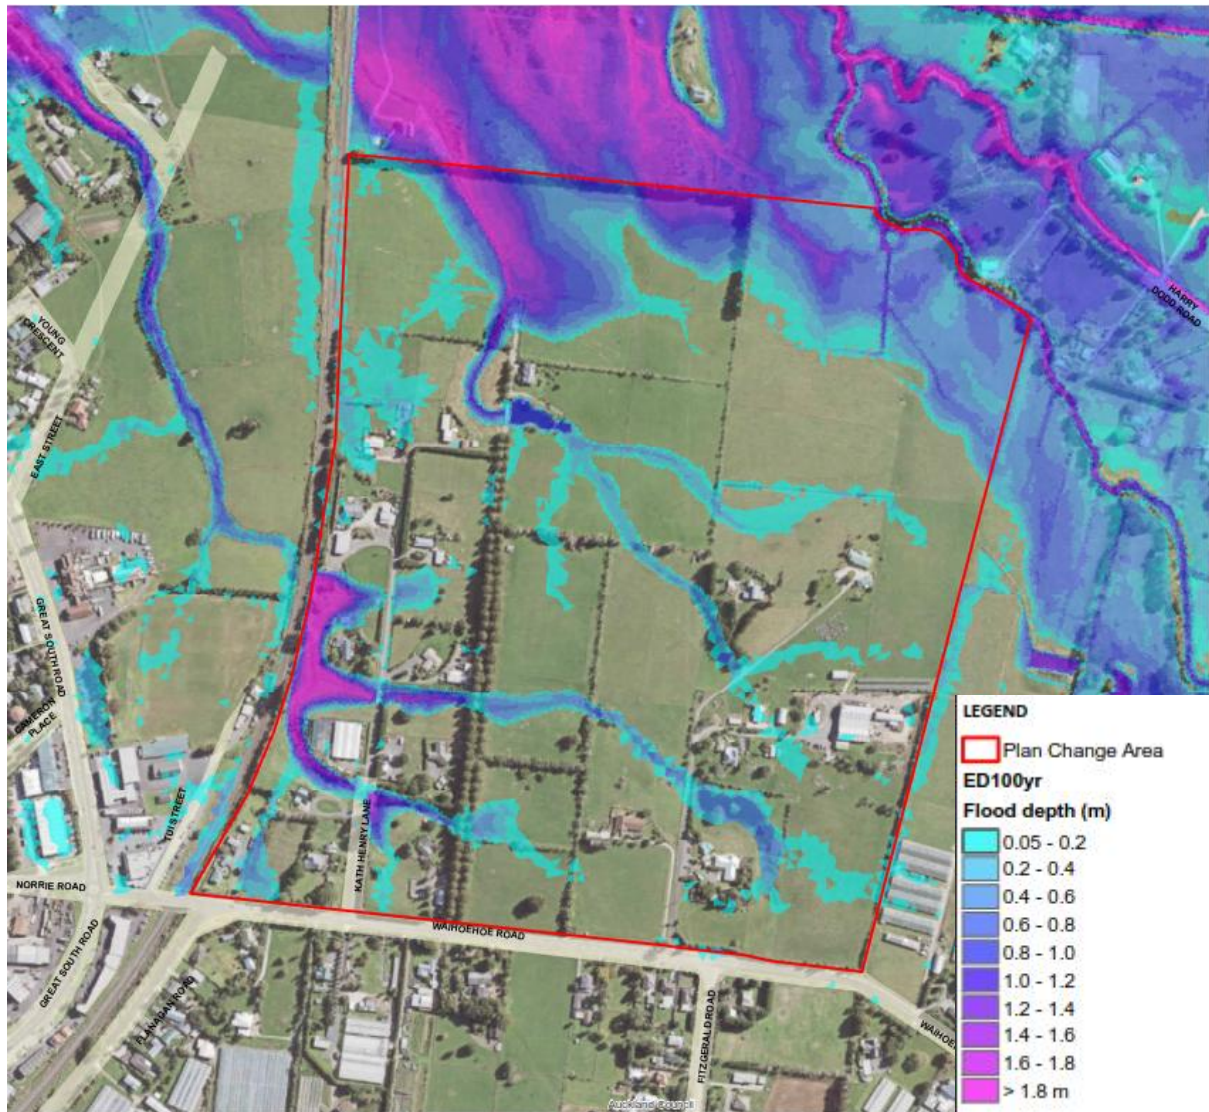 HARRY
DODD ROAD
YOUNG
CRESCENT
EAST STREET
GREAT SOUTH ROAD
CAMERON
PLACE
TUI STREET
KATH HENRY LANE
NORRIE ROAD
WAIHOEHOE ROAD
GREAT SOUTH ROAD
FLANAGAN ROAD
FITZGERALD ROAD
WAIHOE
Auckland Council
LEGEND
Plan Change Area
ED100yr
Flood depth (m)
0.05 - 0.2
0.2 - 0.4
0.4 - 0.6
0.6 - 0.8
0.8 - 1.0
1.0 - 1.2
1.2 - 1.4
1.4 - 1.6
1.6 - 1.8
> 1.8 m